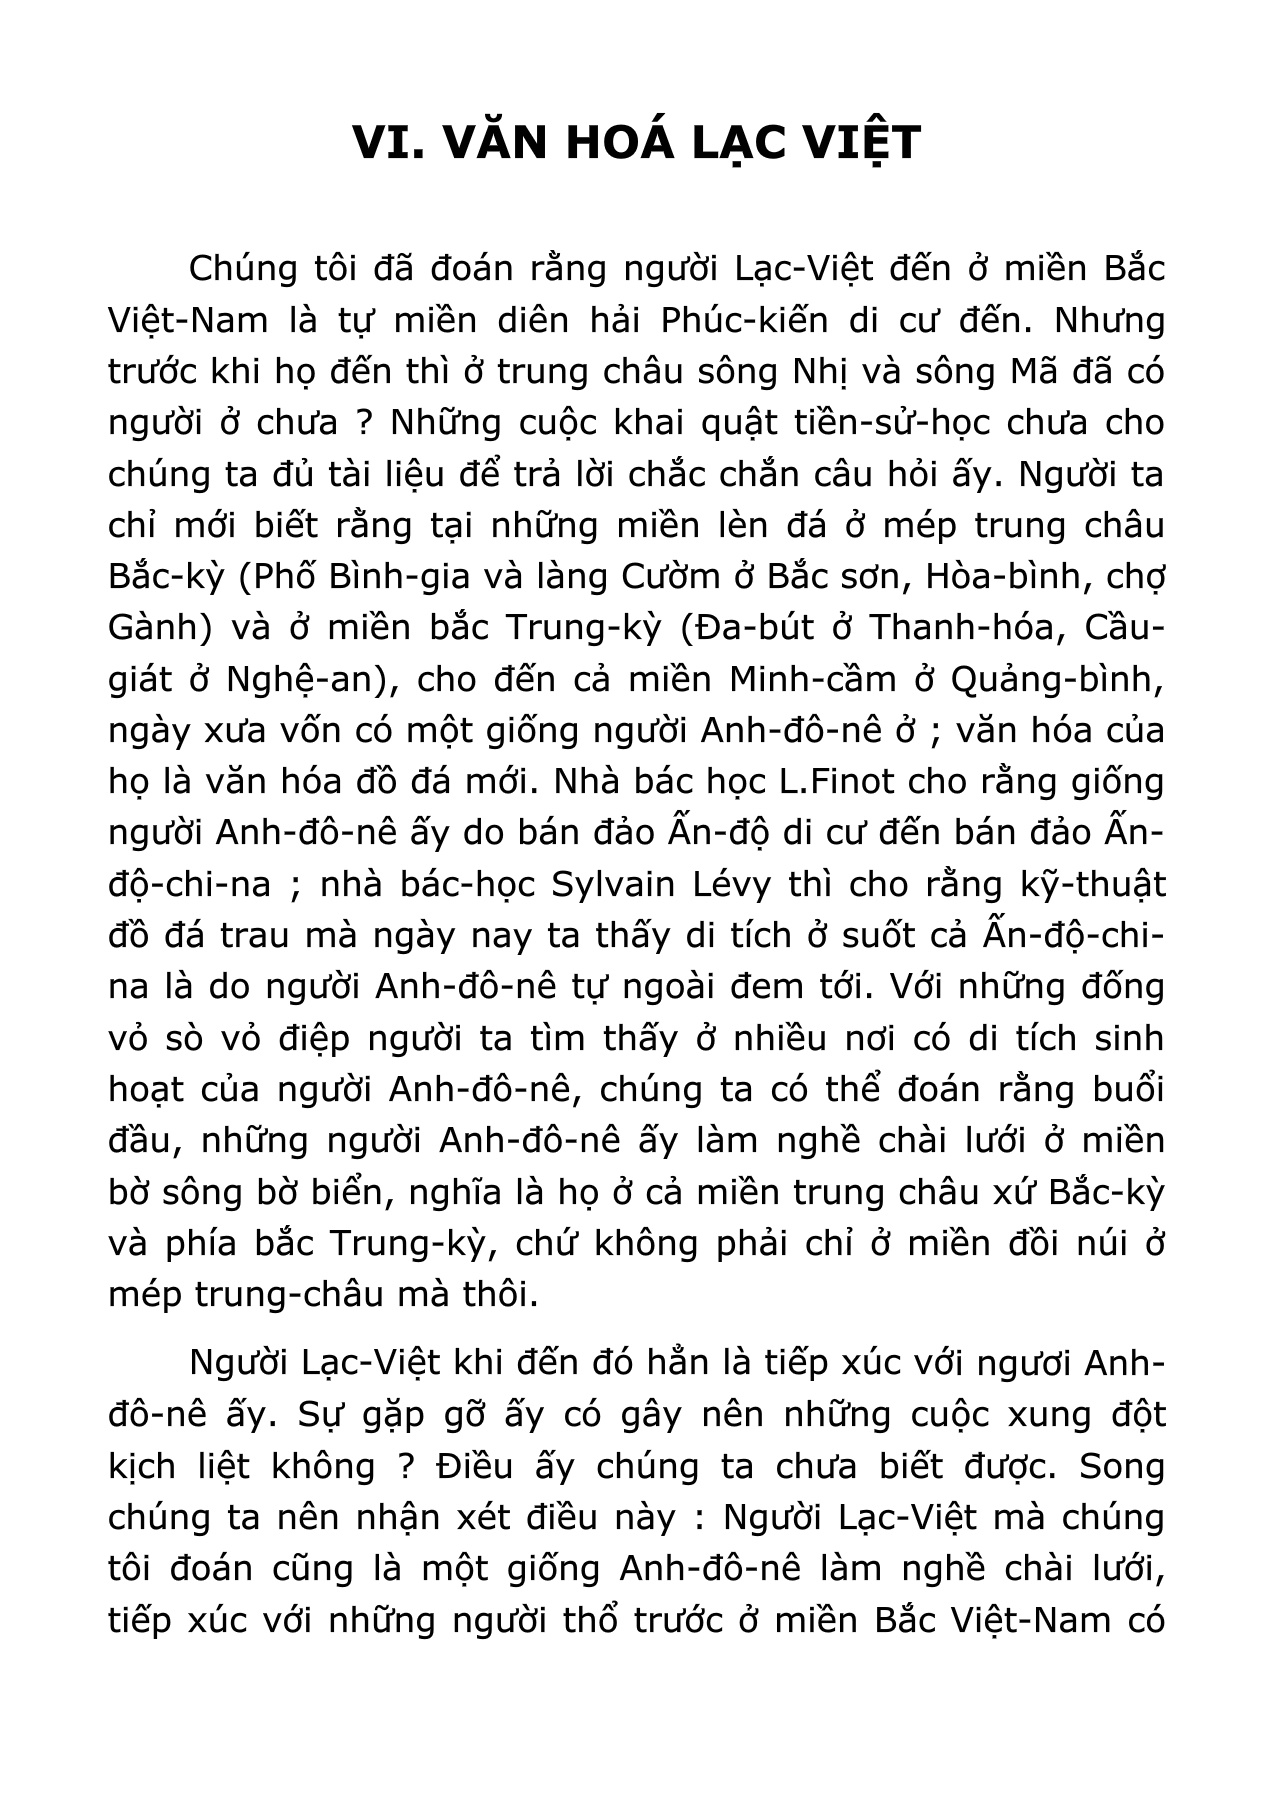 VI. VĂN HOÁ LẠC VIỆT
Chúng tôi đã đoán rằng người Lạc-Việt đến ở miền Bắc
Việt-Nam là tự miền diên hải Phúc-kiến di cư đến. Nhưng
trước khi họ đến thì ở trung châu sông Nhị và sông Mã đã có
người ở chưa ? Những cuộc khai quật tiền-sử-học chưa cho
chúng ta đủ tài liệu để trả lời chắc chắn câu hỏi ấy. Người ta
chỉ mới biết rằng tại những miền lèn đá ở mép trung châu
Bắc-kỳ (Phố Bình-gia và làng Cườm ở Bắc sơn, Hòa-bình, chợ
Gành) và ở miền bắc Trung-kỳ (Đa-bút ở Thanh-hóa, Cầu-
giát ở Nghệ-an), cho đến cả miền Minh-cầm ở Quảng-bình,
ngày xưa vốn có một giống người Anh-đô-nê ở ; văn hóa của
họ là văn hóa đồ đá mới. Nhà bác học L.Finot cho rằng giống
người Anh-đô-nê ấy do bán đảo Ấn-độ di cư đến bán đảo Ấn-
độ-chi-na ; nhà bác-học Sylvain Lévy thì cho rằng kỹ-thuật
đồ đá trau mà ngày nay ta thấy di tích ở suốt cả Ấn-độ-chi-
na là do người Anh-đô-nê tự ngoài đem tới. Với những đống
vỏ sò vỏ điệp người ta tìm thấy ở nhiều nơi có di tích sinh
hoạt của người Anh-đô-nê, chúng ta có thể đoán rằng buổi
đầu, những người Anh-đô-nê ấy làm nghề chài lưới ở miền
bờ sông bờ biển, nghĩa là họ ở cả miền trung châu xứ Bắc-kỳ
và phía bắc Trung-kỳ, chứ không phải chỉ ở miền đồi núi ở
mép trung-châu mà thôi.
Người Lạc-Việt khi đến đó hẳn là tiếp xúc với ngươi Anh-
đô-nê ấy. Sự gặp gỡ ấy có gây nên những cuộc xung đột
kịch liệt không ? Điều ấy chúng ta chưa biết được. Song
chúng ta nên nhận xét điều này : Người Lạc-Việt mà chúng
tôi đoán cũng là một giống Anh-đô-nê làm nghề chài lưới,
tiếp xúc với những người thổ trước ở miền Bắc Việt-Nam có